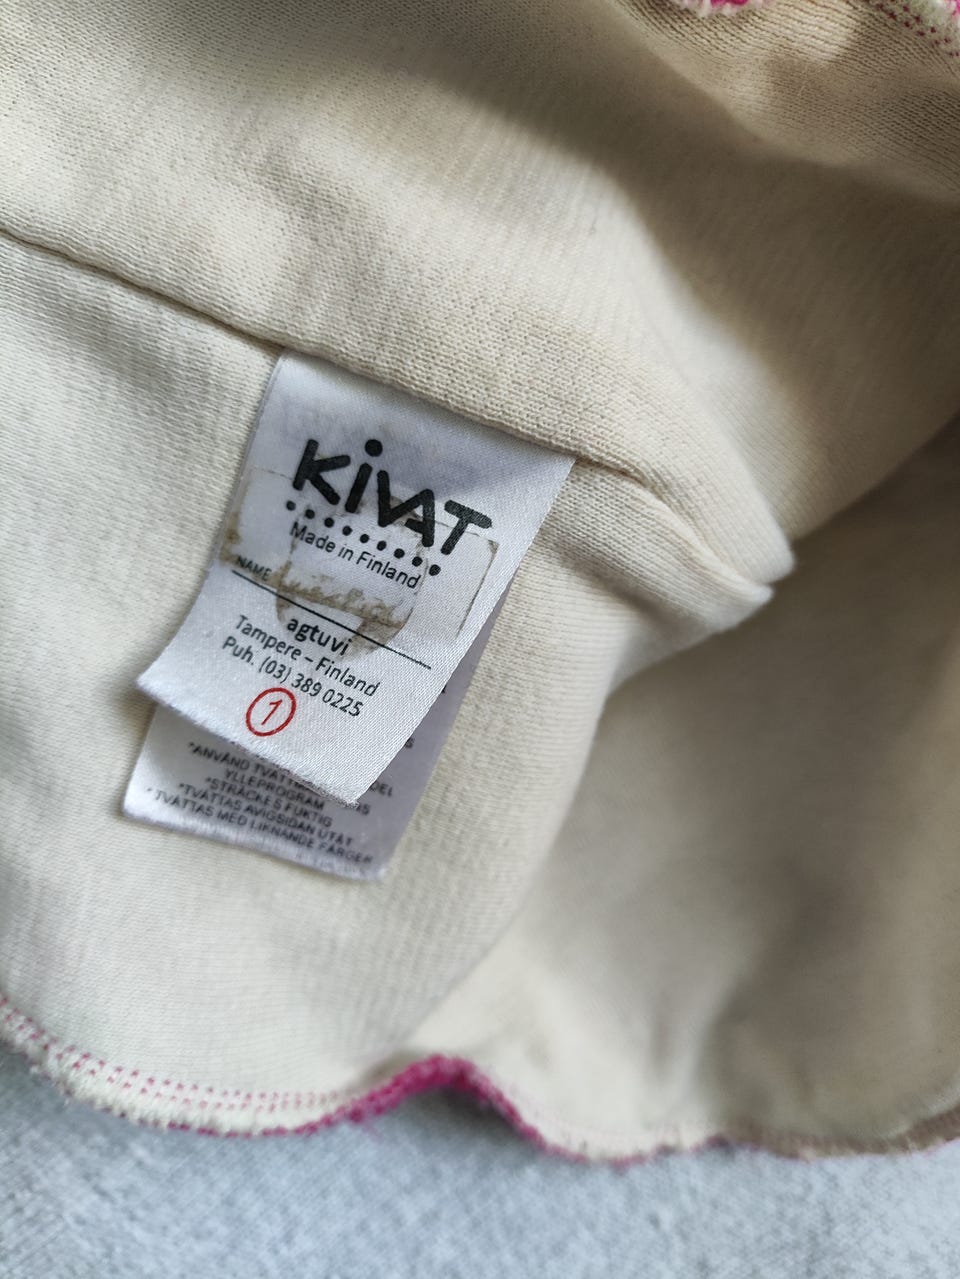 KivAT
Made in Finland
NAME
agtuvi
Tampere – Finland
Puh. (03) 389 0225
1
*ANVÄND
YLLEPROGRAM
*STRÄCKES FUKTIG
*TVÄTTAS AVIGSIDAN UTÅT
*TVÄTTAS MED LIKNANDE FÄRGER